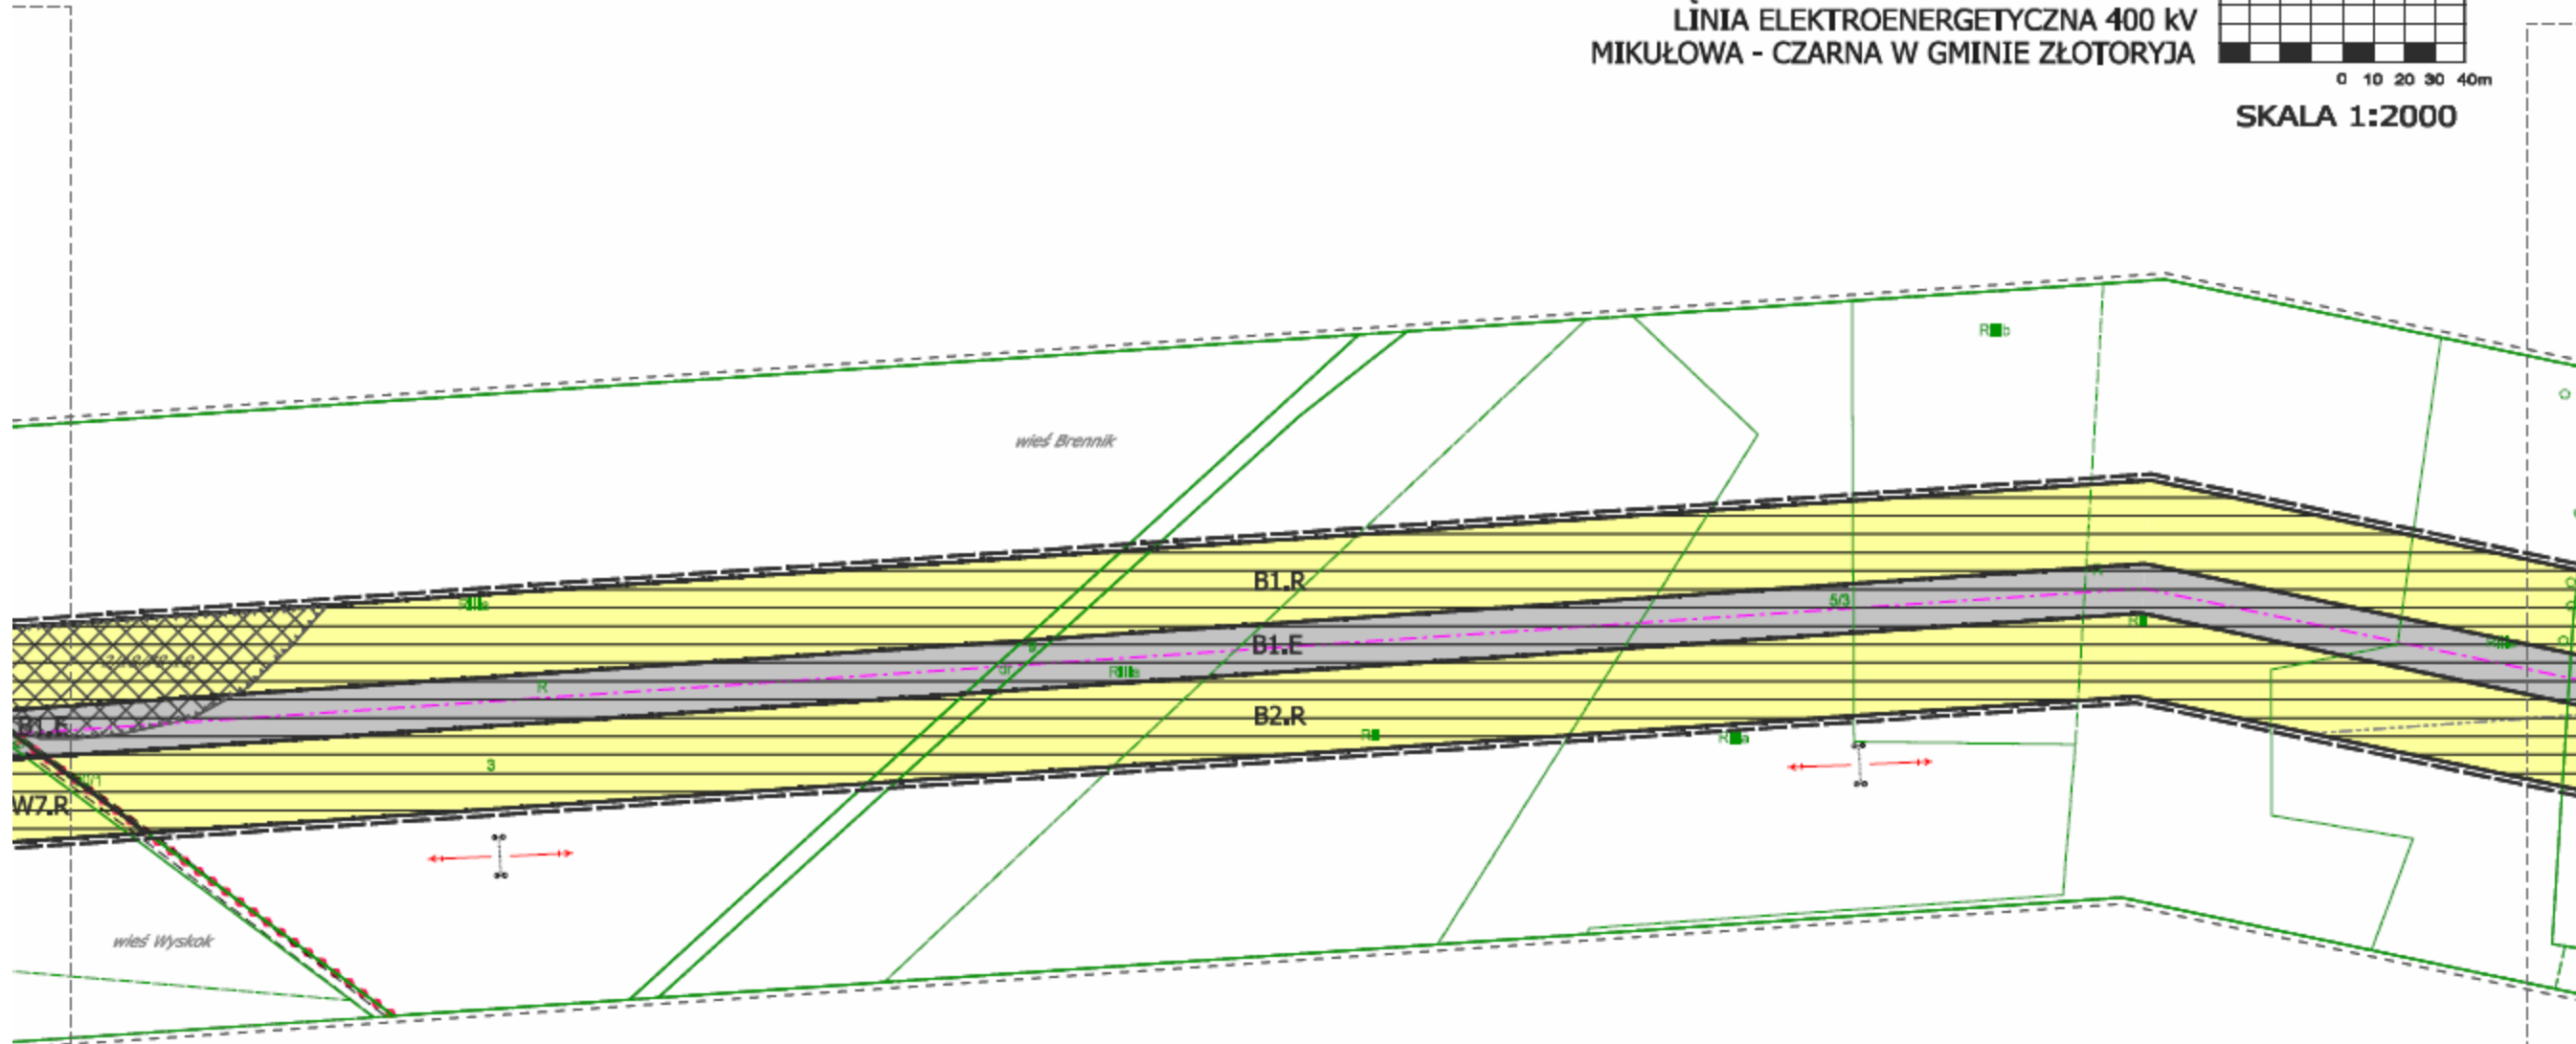 LINIA ELEKTROENERGETYCZNA 400 kV
MIKUŁOWA - CZARNA W GMINIE ZŁOTORYJA
0 10 20 30 40m
SKALA 1:2000
wieś Brennik
B1.R
5/3
B1.E
R
dr
B2.R
3
W7.R
wieś Wyskok